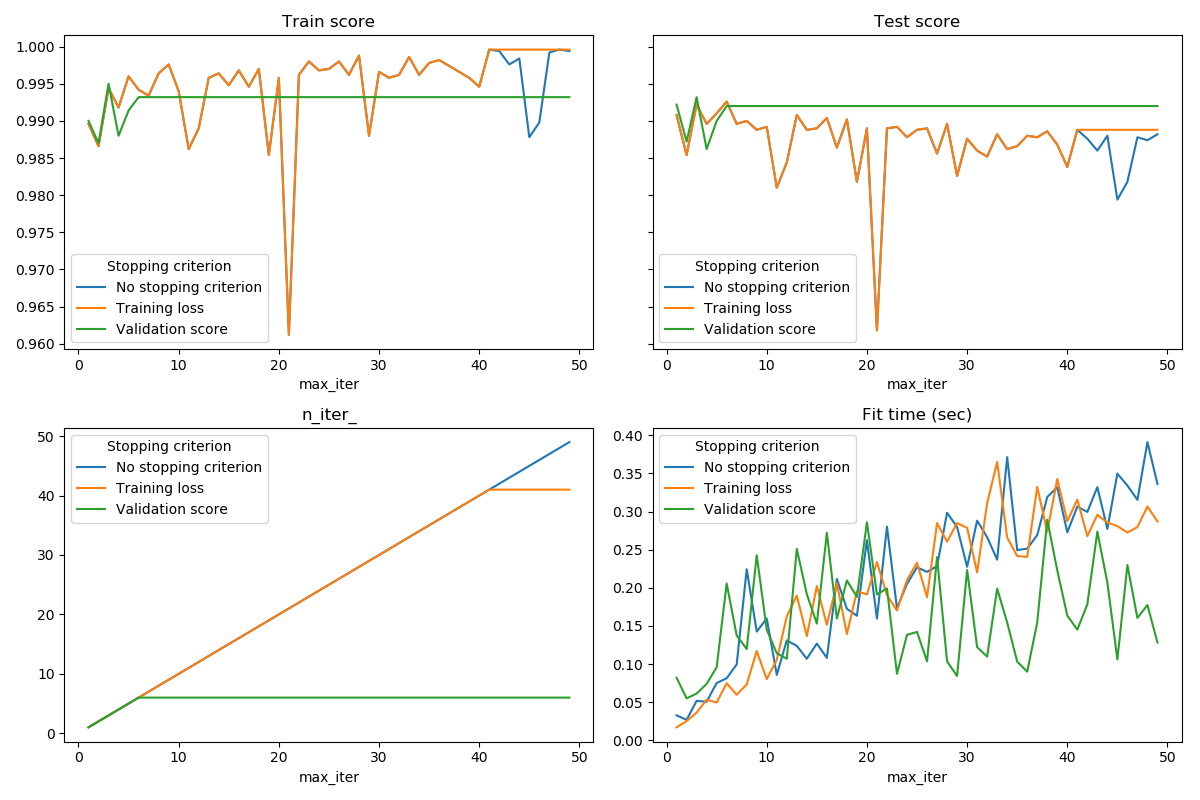 Train score
1.000
0.995
0.990
0.985
0.980
0.975
0.970
0.965
0.960
Stopping criterion
No stopping criterion
Training loss
Validation score
0 10 20 30 40 50
max_iter
Test score
Stopping criterion
No stopping criterion
Training loss
Validation score
0 10 20 30 40 50
max_iter
n_iter_
50
40
30
20
10
0
Stopping criterion
No stopping criterion
Training loss
Validation score
0 10 20 30 40 50
max_iter
Fit time (sec)
0.40
0.35
0.30
0.25
0.20
0.15
0.10
0.05
0.00
Stopping criterion
No stopping criterion
Training loss
Validation score
0 10 20 30 40 50
max_iter